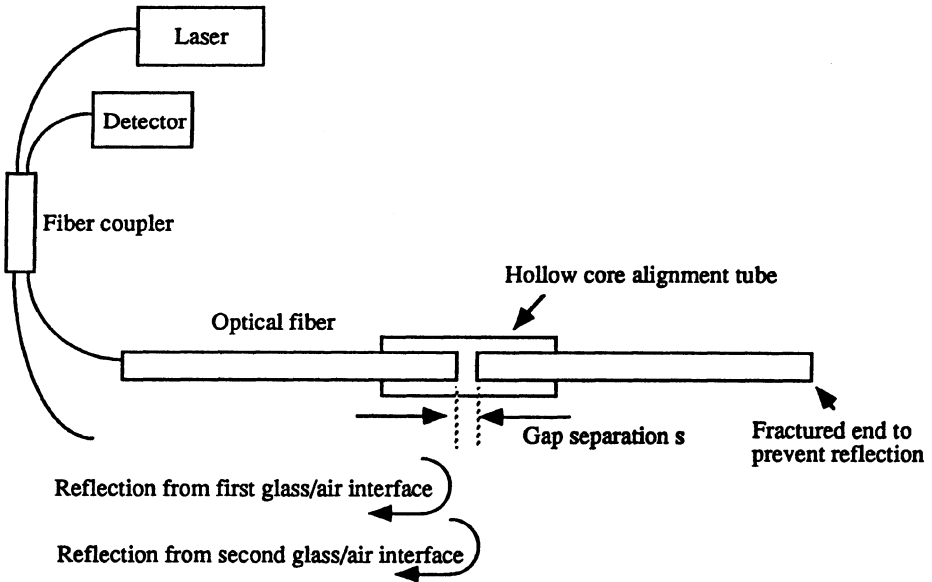 Laser
Detector
Fiber coupler
Hollow core alignment tube
Optical fiber
Gap separation s
Fractured end to
prevent reflection
Reflection from first glass/air interface
Reflection from second glass/air interface